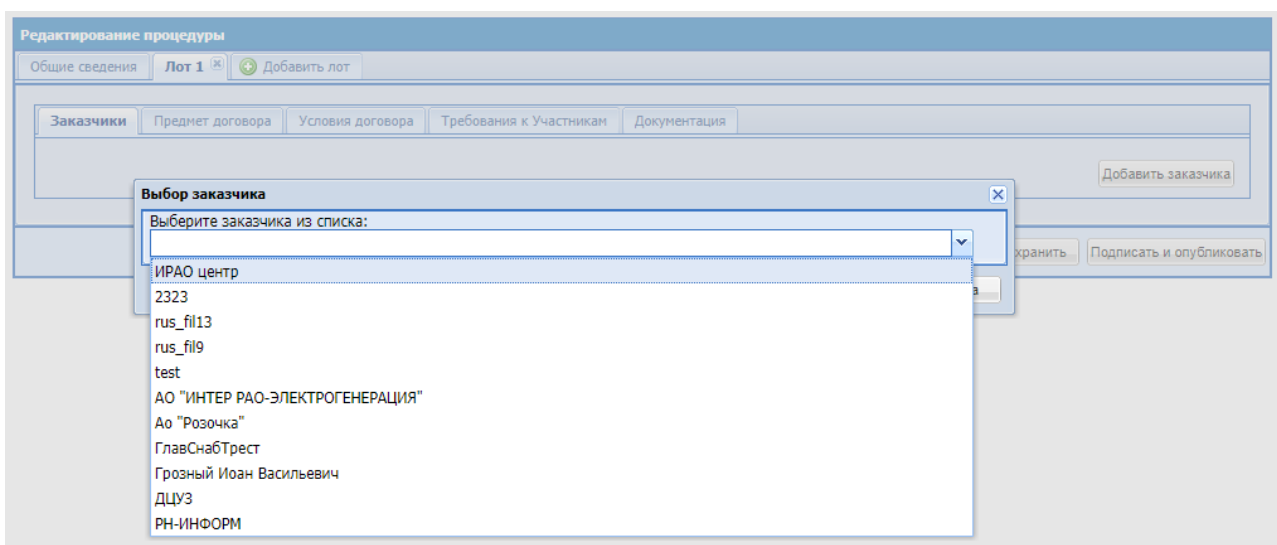 Редактирование процедуры
Общие сведения Лот 1 Добавить лот
Заказчики Предмет договора Условия договора Требования к Участникам Документация
Добавить заказчика
Выбор заказчика
Выберите заказчика из списка:
хранить Подписать и опубликовать
ИРАО центр
2323
rus_fil13
rus_fil9
test
АО "ИНТЕР РАО-ЭЛЕКТРОГЕНЕРАЦИЯ"
Ао "Розочка"
ГлавСнабТрест
Грозный Иоан Васильевич
ДЦУЗ
РН-ИНФОРМ